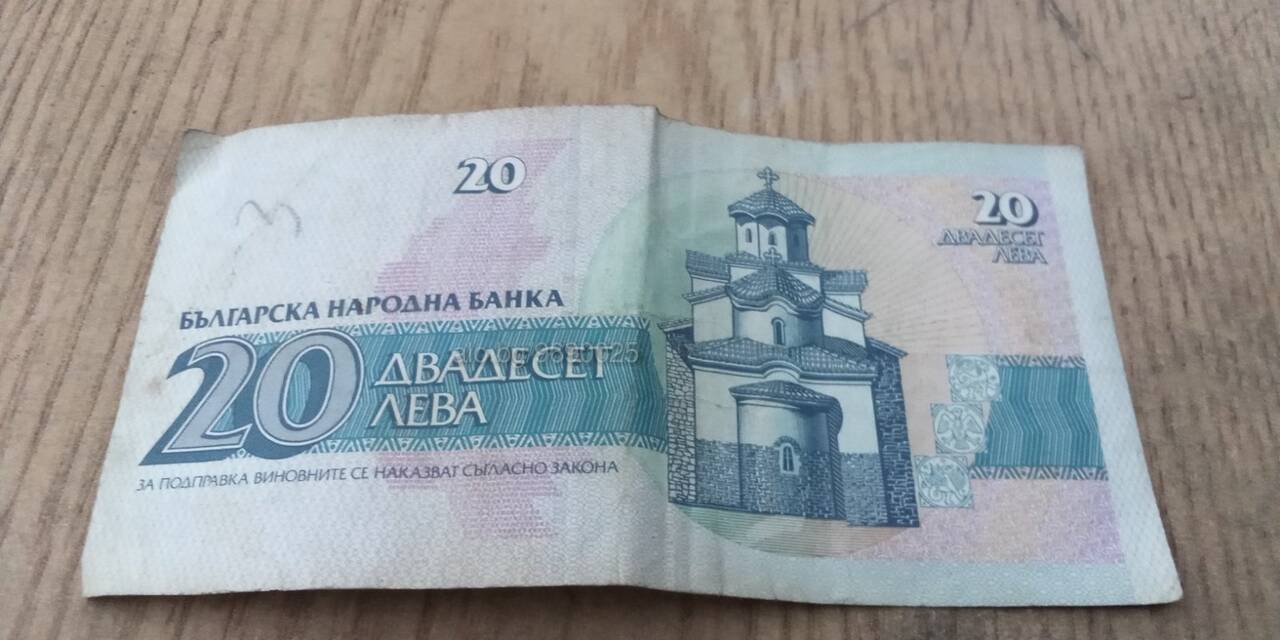 20
20
ДВАДЕСЕТ
ЛЕВА
БЪЛГАРСКА НАРОДНА БАНКА
20 ДВАДЕСЕТ
ЛЕВА
ЗА ПОДПРАВКА ВИНОВНИТЕ СЕ НАКАЗВАТ СЪГЛАСНО ЗАКОНА